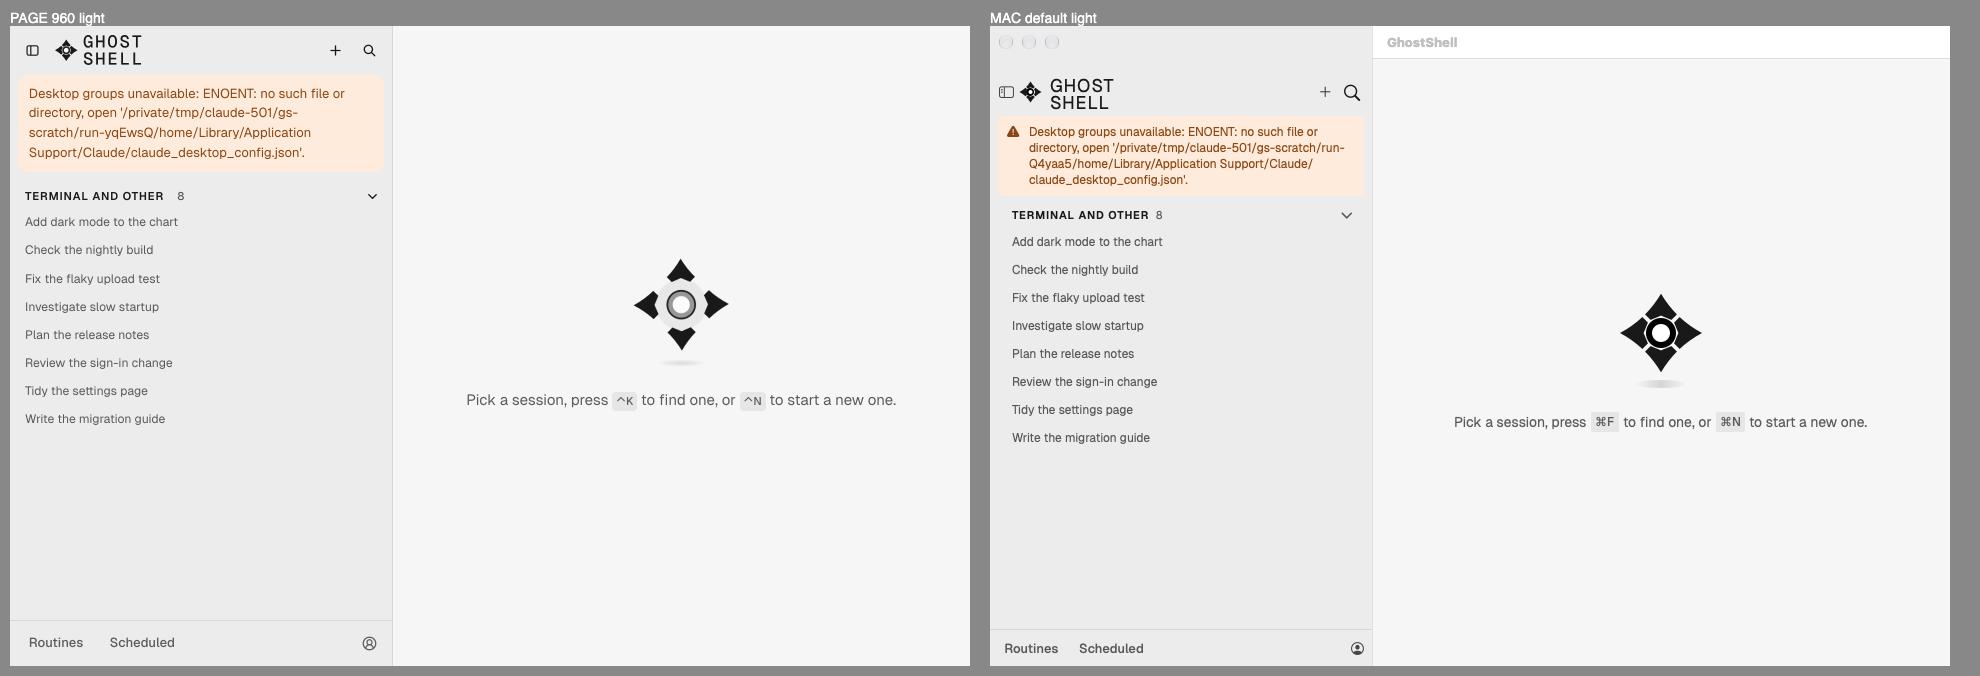 PAGE 960 light
GHOST
SHELL
Desktop groups unavailable: ENOENT: no such file or
directory, open '/private/tmp/claude-501/gs-
scratch/run-yqEwsQ/home/Library/Application
Support/Claude/claude_desktop_config.json'.
TERMINAL AND OTHER 8
Add dark mode to the chart
Check the nightly build
Fix the flaky upload test
Investigate slow startup
Plan the release notes
Review the sign-in change
Tidy the settings page
Write the migration guide
Routines Scheduled
Pick a session, press ^K to find one, or ^N to start a new one.
MAC default light
GHOST
SHELL
Desktop groups unavailable: ENOENT: no such file or
directory, open '/private/tmp/claude-501/gs-scratch/run-
Q4yaa5/home/Library/Application Support/Claude/
claude_desktop_config.json'.
TERMINAL AND OTHER 8
Add dark mode to the chart
Check the nightly build
Fix the flaky upload test
Investigate slow startup
Plan the release notes
Review the sign-in change
Tidy the settings page
Write the migration guide
Routines Scheduled
GhostShell
Pick a session, press ⌘F to find one, or ⌘N to start a new one.